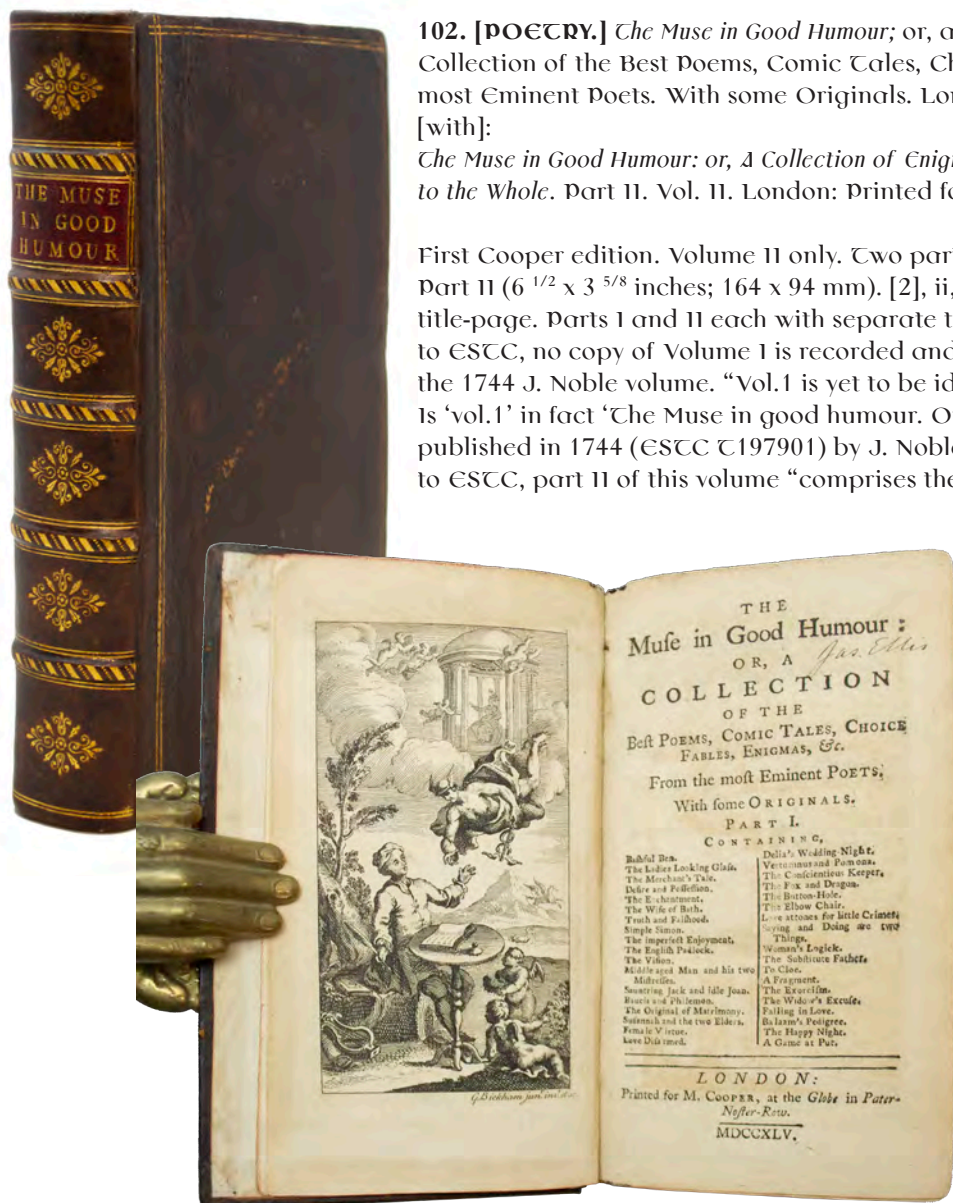 102. [POETRY.] The Muse in Good Humour; or, a
Collection of the Best Poems, Comic Tales, Ch
most Eminent Poets. With some Originals. Lon
[with]:
The Muse in Good Humour: or, A Collection of Enig
to the Whole. Part II. Vol. II. London: Printed fo
First Cooper edition. Volume II only. Two par
Part II (6 1/2 x 3 5/8 inches; 164 x 94 mm). [2], ii,
title-page. Parts I and II each with separate t
to ESTC, no copy of Volume I is recorded and
the 1744 J. Noble volume. “Vol.1 is yet to be id
Is ‘vol.1’ in fact ‘The Muse in good humour. O
published in 1744 (ESTC T197901) by J. Noble
to ESTC, part II of this volume “comprises the
THE MUSE
IN GOOD
HUMOUR
THE
Muſe in Good Humour:
OR, A
Jas. Ellis
COLLECTION
OF THE
Beſt POEMS, COMIC TALES, CHOICE
FABLES, ENIGMAS, &c.
From the moſt Eminent POETS.
With ſome ORIGINALS.
PART I.
CONTAINING,
Baſhful Ben.
The Ladies Looking Glaſs.
The Merchant's Tale.
Deſire and Poſſeſſion.
The Enchantment.
The Wife of Bath.
Truth and Falſhood.
Simple Simon.
The imperfect Enjoyment.
The Engliſh Padlock.
The Viſion.
Middle aged Man and his two
Miſtreſſes.
Sauntring Jack and Idle Joan.
Baucis and Philemon.
The Original of Matrimony.
Suſannah and the two Elders.
Female Virtue.
Love Diſarmed.
Delia's Wedding Night.
Vertumnus and Pomona.
The Conſcientious Keeper.
The Fox and Dragon.
The Button-Hole.
The Elbow Chair.
Love attones for little Crimes.
Saying and Doing are two
Things.
Woman's Logick.
The Subſtitute Father.
To Cloe.
A Fragment.
The Exorciſm.
The Widow's Excuſe.
Falling in Love.
Balaam's Pedigree.
The Happy Night.
A Game at Put.
LONDON:
Printed for M. COOPER, at the Globe in Pater-
Noſter-Row.
MDCCXLV.
G. Bickham jun.